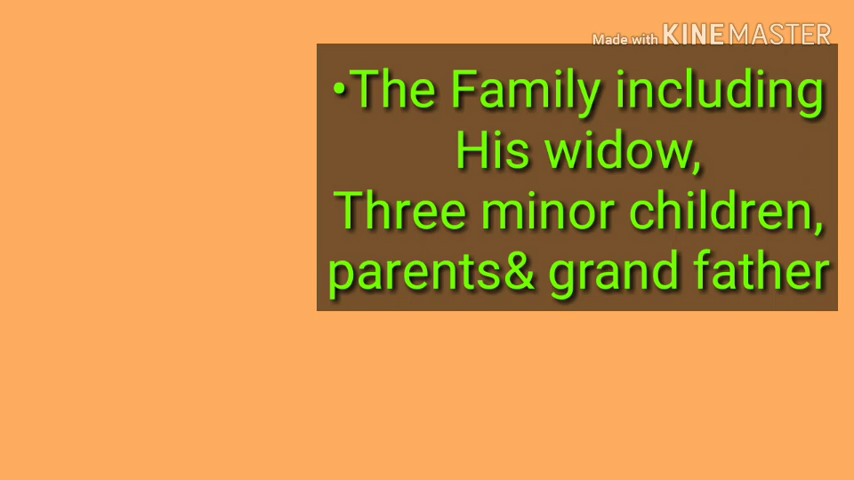 Made with KINEMASTER
•The Family including
His widow,
Three minor children,
parents& grand father